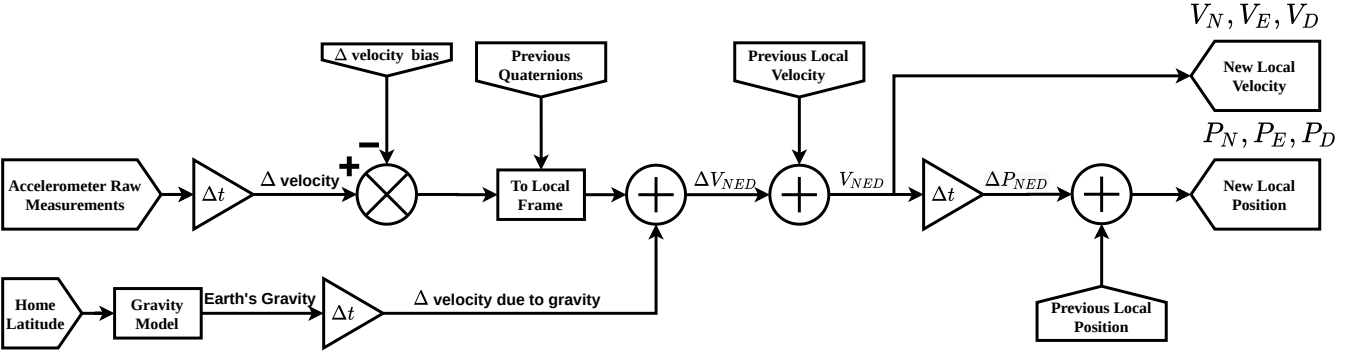 V_N, V_E, V_D
Δ velocity bias
Previous
Quaternions
Previous Local
Velocity
New Local
Velocity
P_N, P_E, P_D
Accelerometer Raw
Measurements
Δt
Δ velocity
+
−
To Local
Frame
ΔV_NED
V_NED
Δt
ΔP_NED
New Local
Position
Home
Latitude
Gravity
Model
Earth's Gravity
Δt
Δ velocity due to gravity
Previous Local
Position